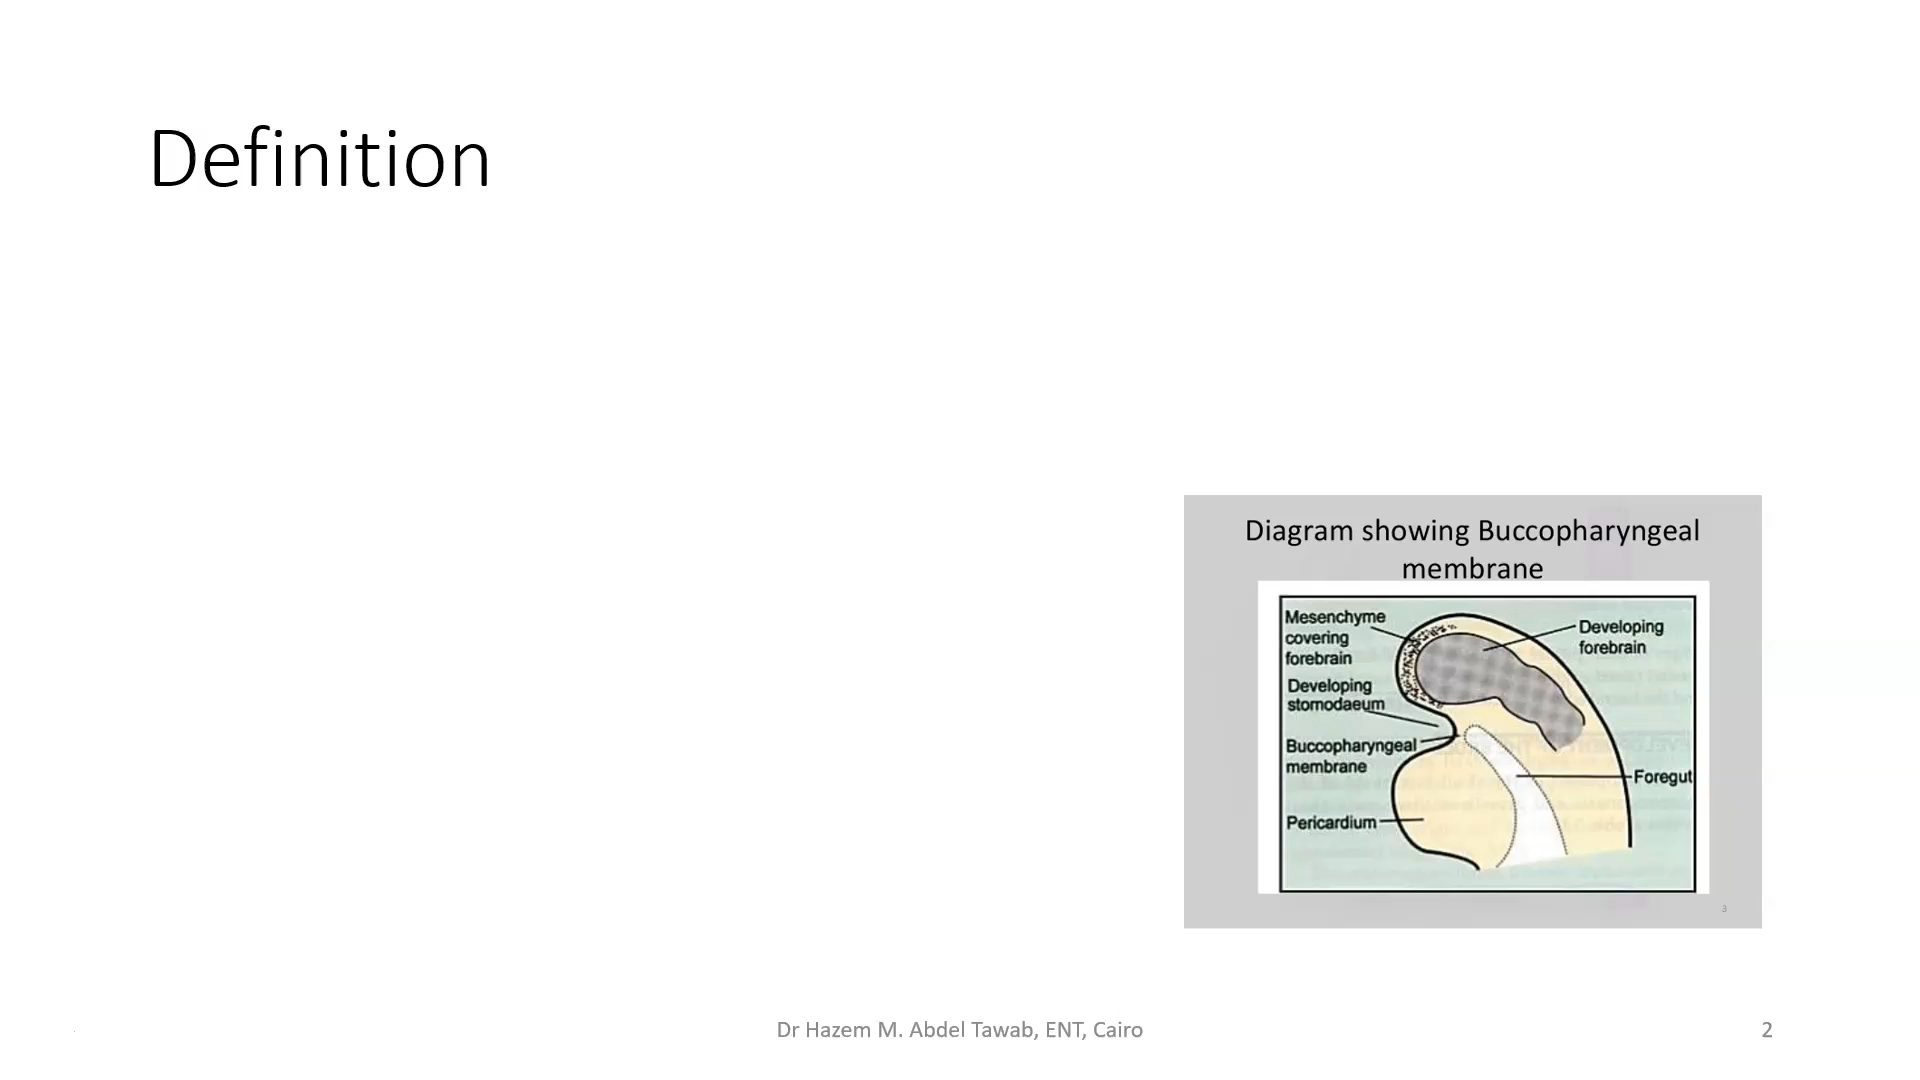 Definition
Diagram showing Buccopharyngeal
membrane
Mesenchyme
covering
forebrain
Developing
forebrain
Developing
stomodaeum
Buccopharyngeal
membrane
Foregut
Pericardium
3
Dr Hazem M. Abdel Tawab, ENT, Cairo
2